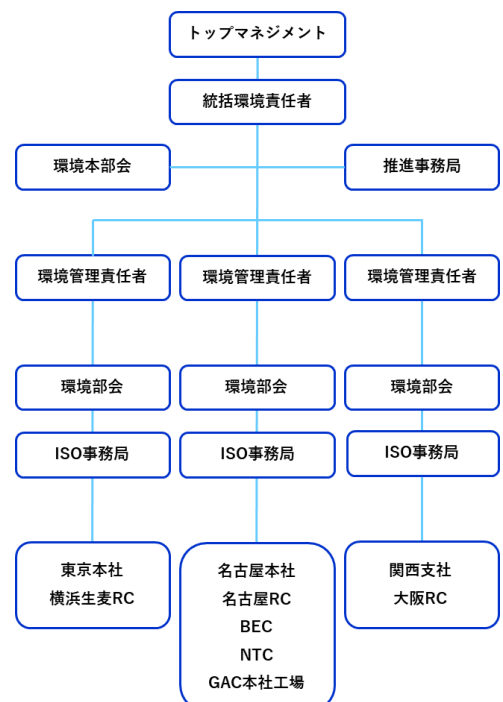 トップマネジメント
統括環境責任者
環境本部会
推進事務局
環境管理責任者
環境管理責任者
環境管理責任者
環境部会
環境部会
環境部会
ISO事務局
ISO事務局
ISO事務局
東京本社
横浜生麦RC
名古屋本社
名古屋RC
BEC
NTC
GAC本社工場
関西支社
大阪RC